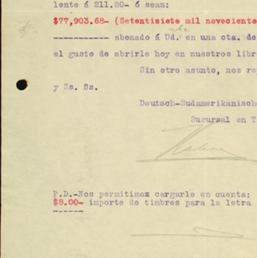 lente á 211.80- ó sean:
$77,903.68- (Setentisiete mil noveciento
abonado á Ud. en una cta. de
el gusto de abrirle hoy en nuestros libr
Sin otro asunto, nos re
y Ss. Ss.
Deutsch-Südamerikanisch
Sucursal en T
P.D.-Nos permitimos cargarle en cuenta:
$8.00- importe de timbres para la letra